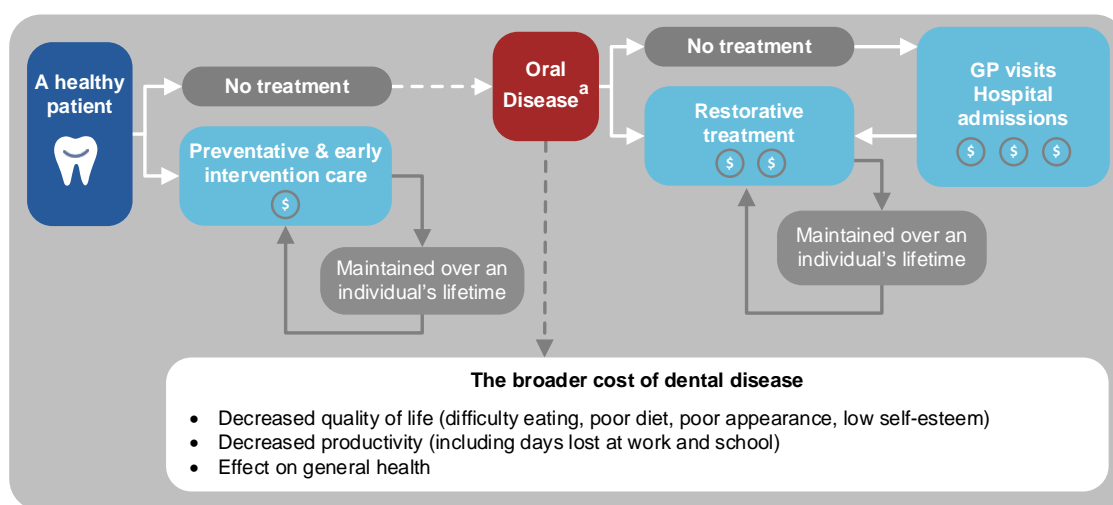 A healthy
patient
No treatment
Preventative & early
intervention care
$
Maintained over an
individual's lifetime
Oral
Diseaseᵃ
No treatment
Restorative
treatment
$ $
GP visits
Hospital
admissions
$ $ $
Maintained over an
individual's lifetime
The broader cost of dental disease
• Decreased quality of life (difficulty eating, poor diet, poor appearance, low self-esteem)
• Decreased productivity (including days lost at work and school)
• Effect on general health